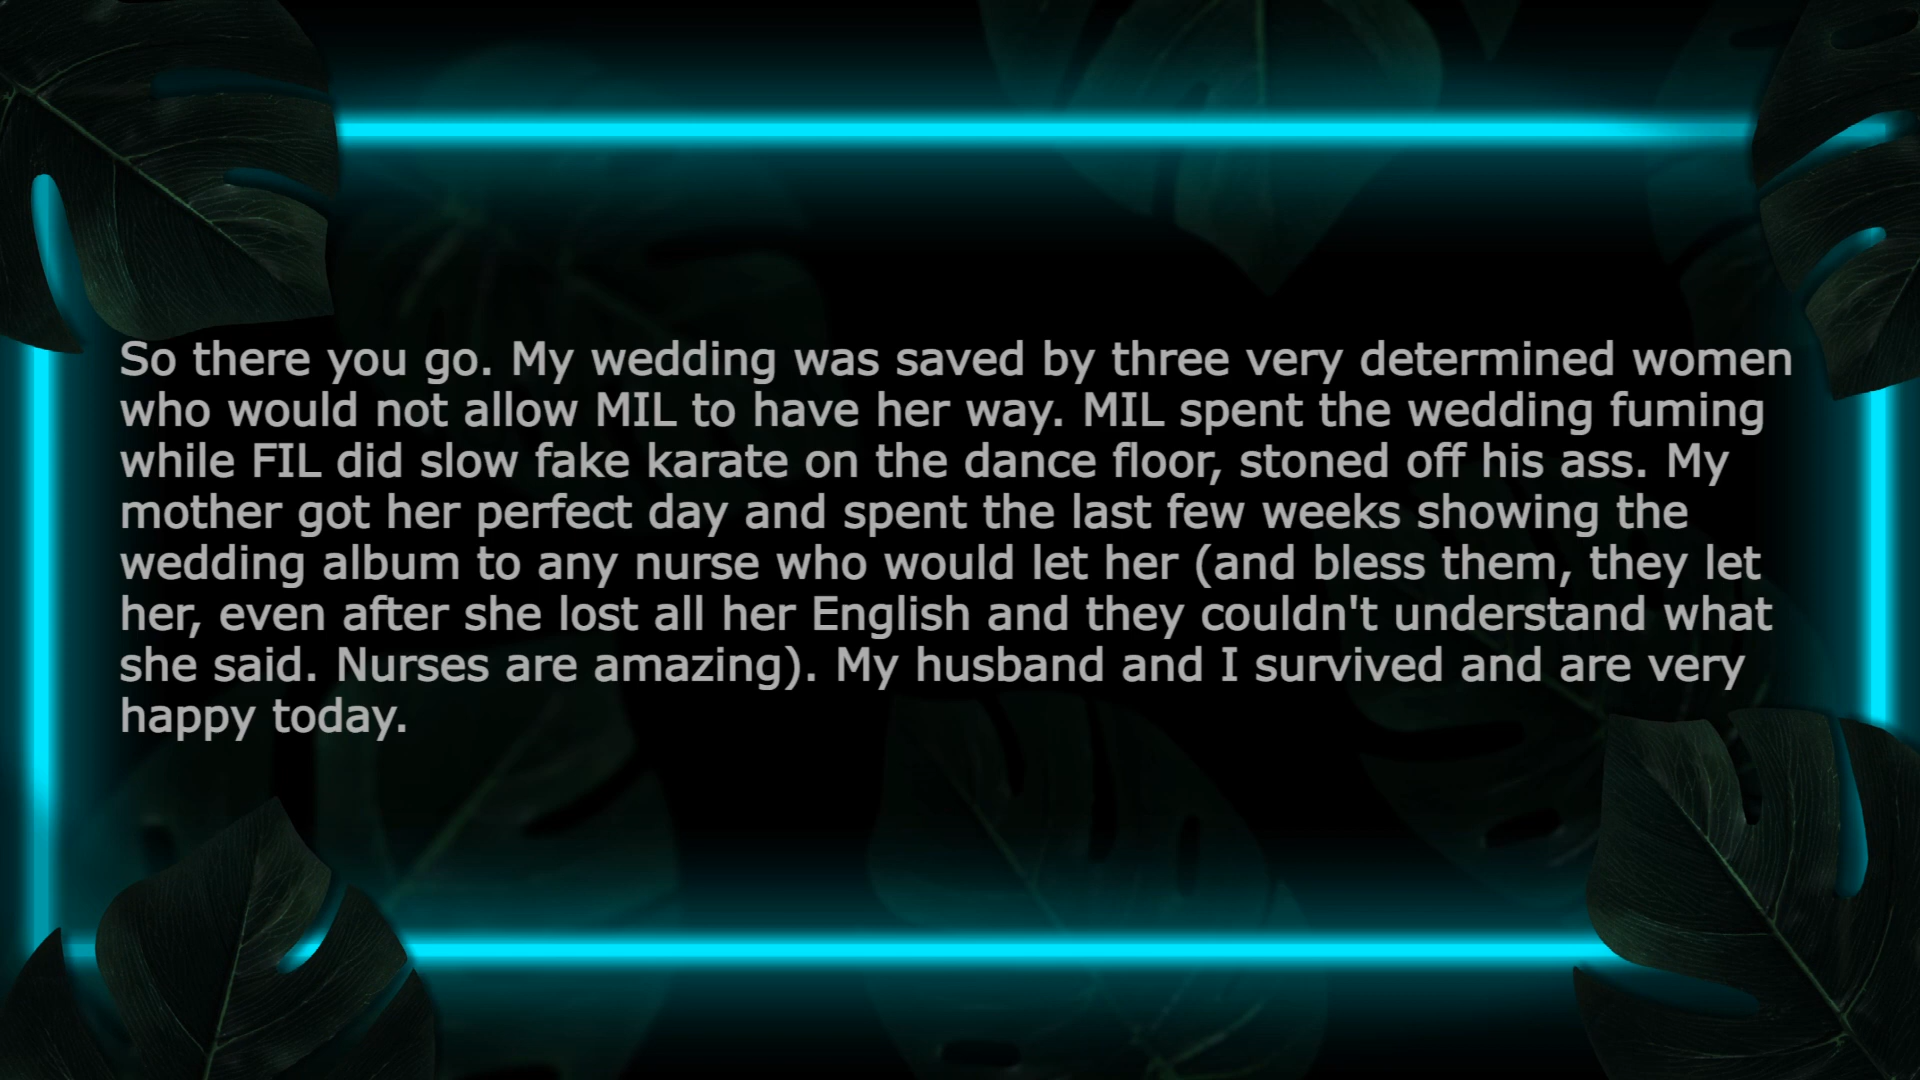 So there you go. My wedding was saved by three very determined women
who would not allow MIL to have her way. MIL spent the wedding fuming
while FIL did slow fake karate on the dance floor, stoned off his ass. My
mother got her perfect day and spent the last few weeks showing the
wedding album to any nurse who would let her (and bless them, they let
her, even after she lost all her English and they couldn't understand what
she said. Nurses are amazing). My husband and I survived and are very
happy today.